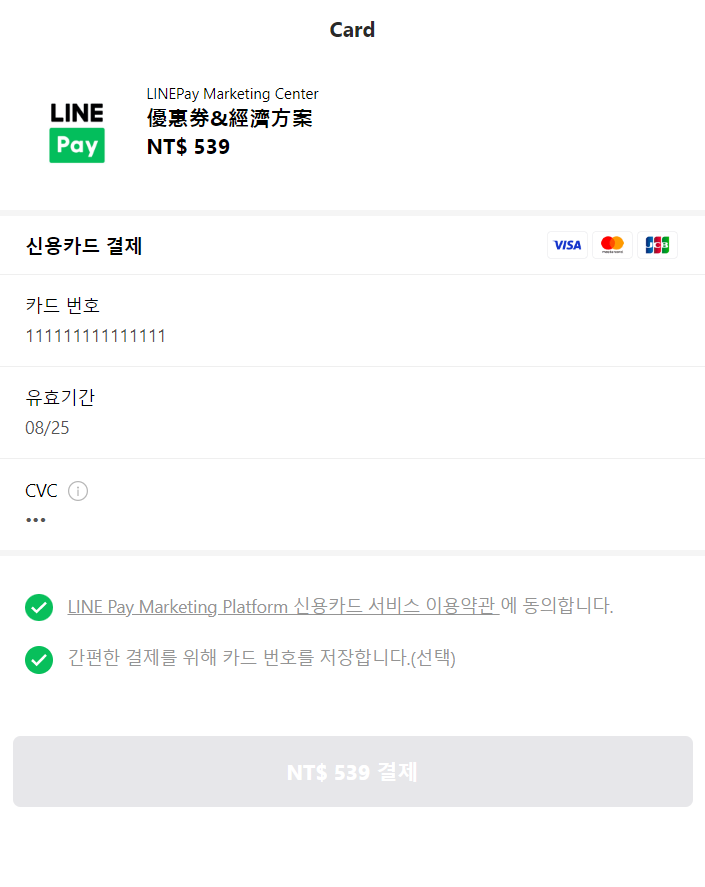 Card
LINEPay Marketing Center
優惠券&經濟方案
NT$ 539
LINE
Pay
신용카드 결제
VISA
mastercard
JCB
카드 번호
111111111111111
유효기간
08/25
CVC
•••
LINE Pay Marketing Platform 신용카드 서비스 이용약관 에 동의합니다.
간편한 결제를 위해 카드 번호를 저장합니다.(선택)
NT$ 539 결제